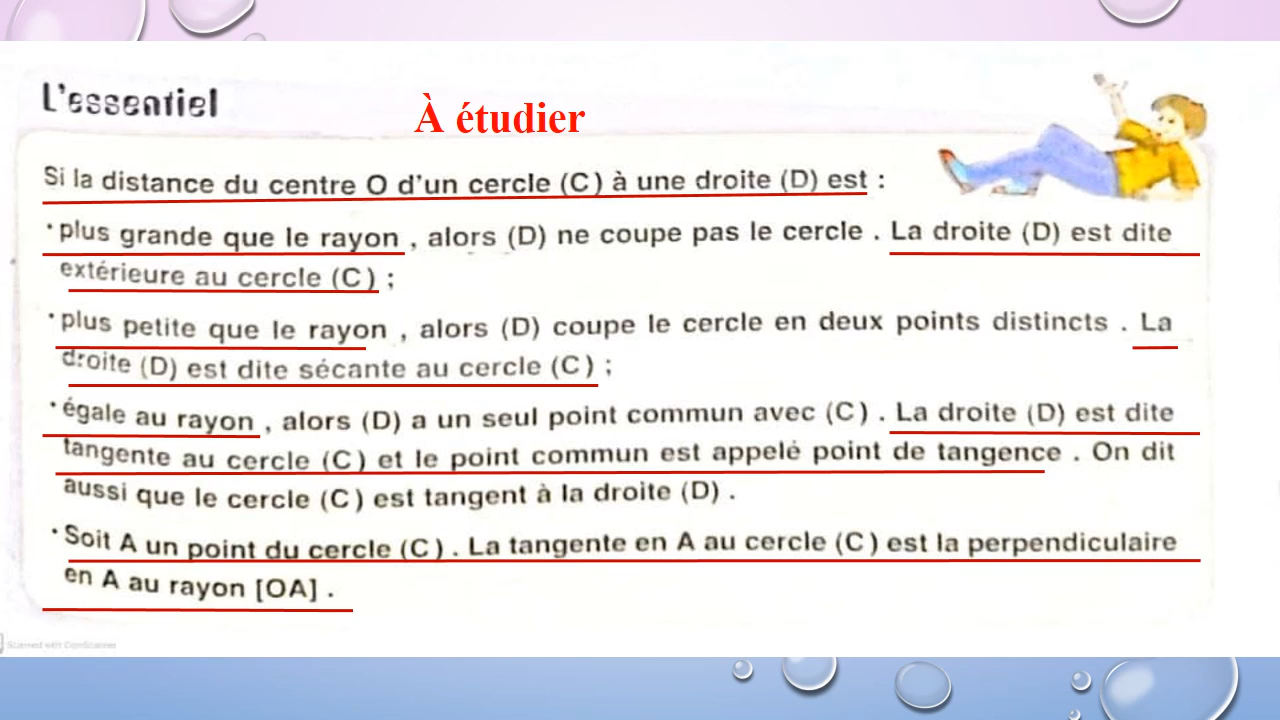 L'essentiel
À étudier
Si la distance du centre O d'un cercle (C) à une droite (D) est :
• plus grande que le rayon , alors (D) ne coupe pas le cercle . La droite (D) est dite
extérieure au cercle (C) ;
• plus petite que le rayon , alors (D) coupe le cercle en deux points distincts . La
droite (D) est dite sécante au cercle (C) ;
• égale au rayon , alors (D) a un seul point commun avec (C) . La droite (D) est dite
tangente au cercle (C) et le point commun est appelé point de tangence . On dit
aussi que le cercle (C) est tangent à la droite (D) .
• Soit A un point du cercle (C) . La tangente en A au cercle (C) est la perpendiculaire
en A au rayon [OA] .
Scanned with CamScanner